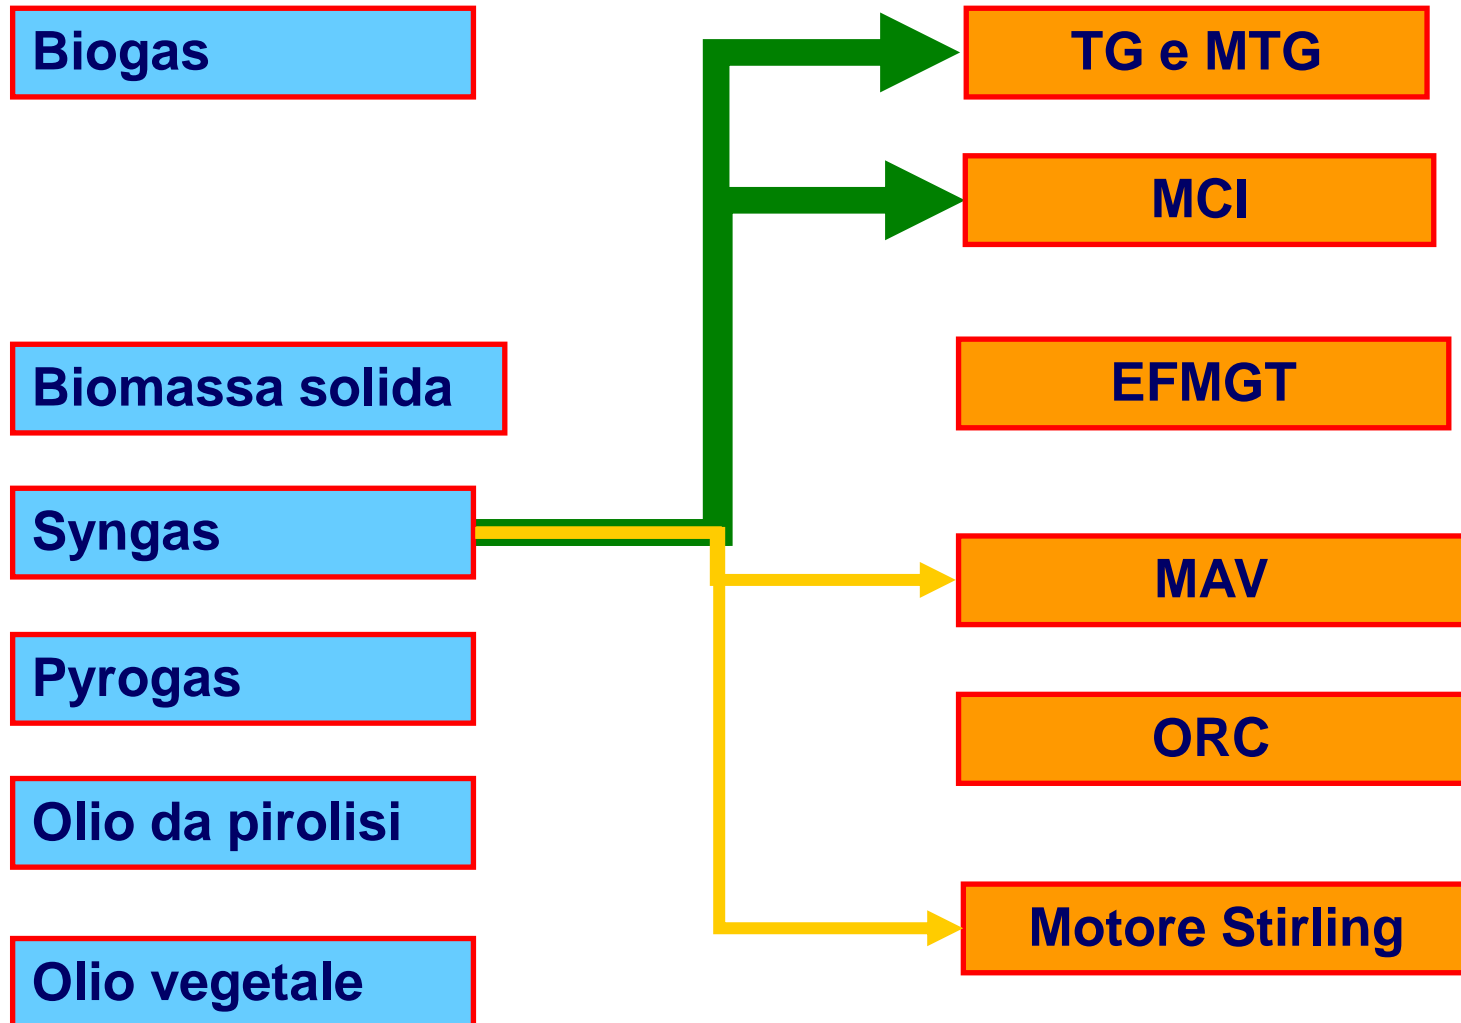 Biogas
TG e MTG
MCI
Biomassa solida
EFMGT
Syngas
MAV
Pyrogas
ORC
Olio da pirolisi
Motore Stirling
Olio vegetale